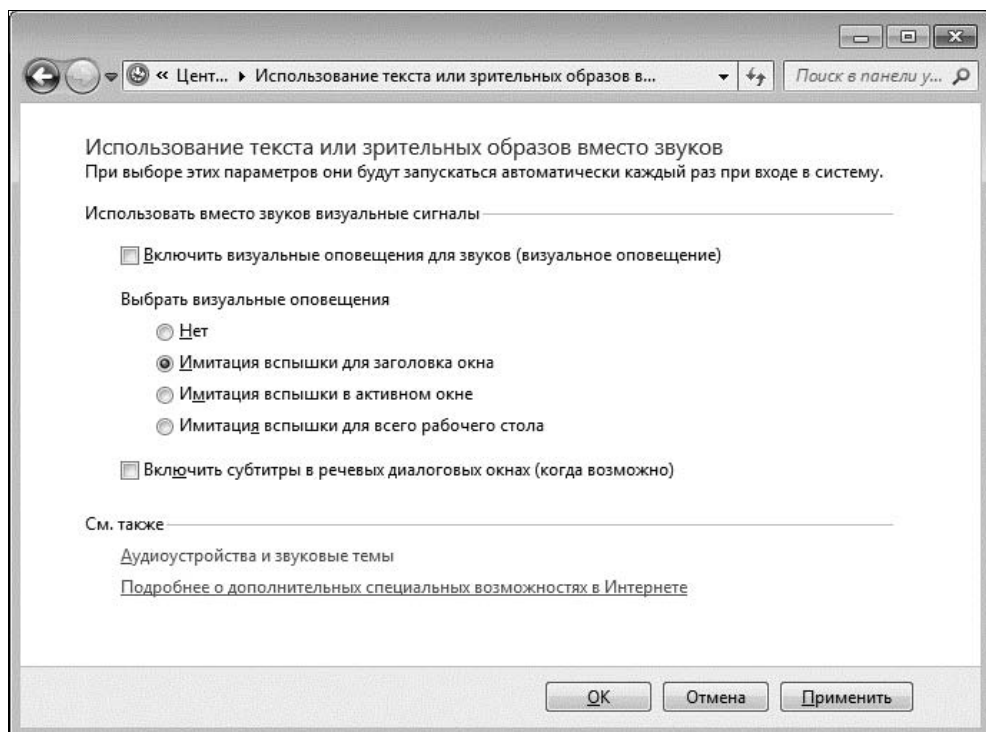 « Цент... ▸ Использование текста или зрительных образов в... Поиск в панели у...
Использование текста или зрительных образов вместо звуков
При выборе этих параметров они будут запускаться автоматически каждый раз при входе в систему.
Использовать вместо звуков визуальные сигналы
Включить визуальные оповещения для звуков (визуальное оповещение)
Выбрать визуальные оповещения
Нет
Имитация вспышки для заголовка окна
Имитация вспышки в активном окне
Имитация вспышки для всего рабочего стола
Включить субтитры в речевых диалоговых окнах (когда возможно)
См. также
Аудиоустройства и звуковые темы
Подробнее о дополнительных специальных возможностях в Интернете
ОК Отмена Применить